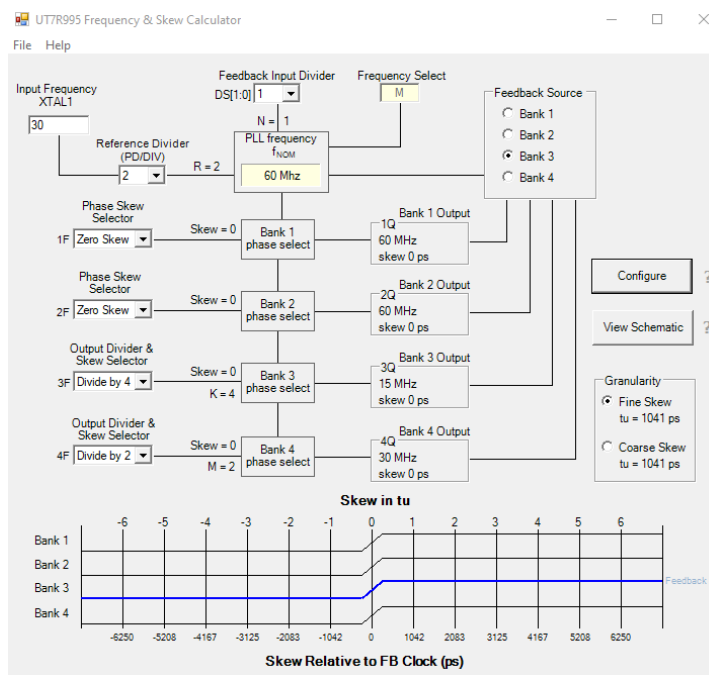 UT7R995 Frequency & Skew Calculator
File Help
Input Frequency
XTAL1
30
Feedback Input Divider
DS[1:0] 1
N = 1
Frequency Select
M
Reference Divider
(PD/DIV)
2
R = 2
PLL frequency
fNOM
60 Mhz
Feedback Source
Bank 1
Bank 2
Bank 3
Bank 4
Phase Skew
Selector
1F Zero Skew
Skew = 0
Bank 1
phase select
Bank 1 Output
1Q
60 MHz
skew 0 ps
Phase Skew
Selector
2F Zero Skew
Skew = 0
Bank 2
phase select
Bank 2 Output
2Q
60 MHz
skew 0 ps
Output Divider &
Skew Selector
3F Divide by 4
Skew = 0
K = 4
Bank 3
phase select
Bank 3 Output
3Q
15 MHz
skew 0 ps
Output Divider &
Skew Selector
4F Divide by 2
Skew = 0
M = 2
Bank 4
phase select
Bank 4 Output
4Q
30 MHz
skew 0 ps
Configure ?
View Schematic ?
Granularity
Fine Skew
tu = 1041 ps
Coarse Skew
tu = 1041 ps
Skew in tu
-6 -5 -4 -3 -2 -1 0 1 2 3 4 5 6
Bank 1
Bank 2
Bank 3
Feedback
Bank 4
-6250 -5208 -4167 -3125 -2083 -1042 0 1042 2083 3125 4167 5208 6250
Skew Relative to FB Clock (ps)